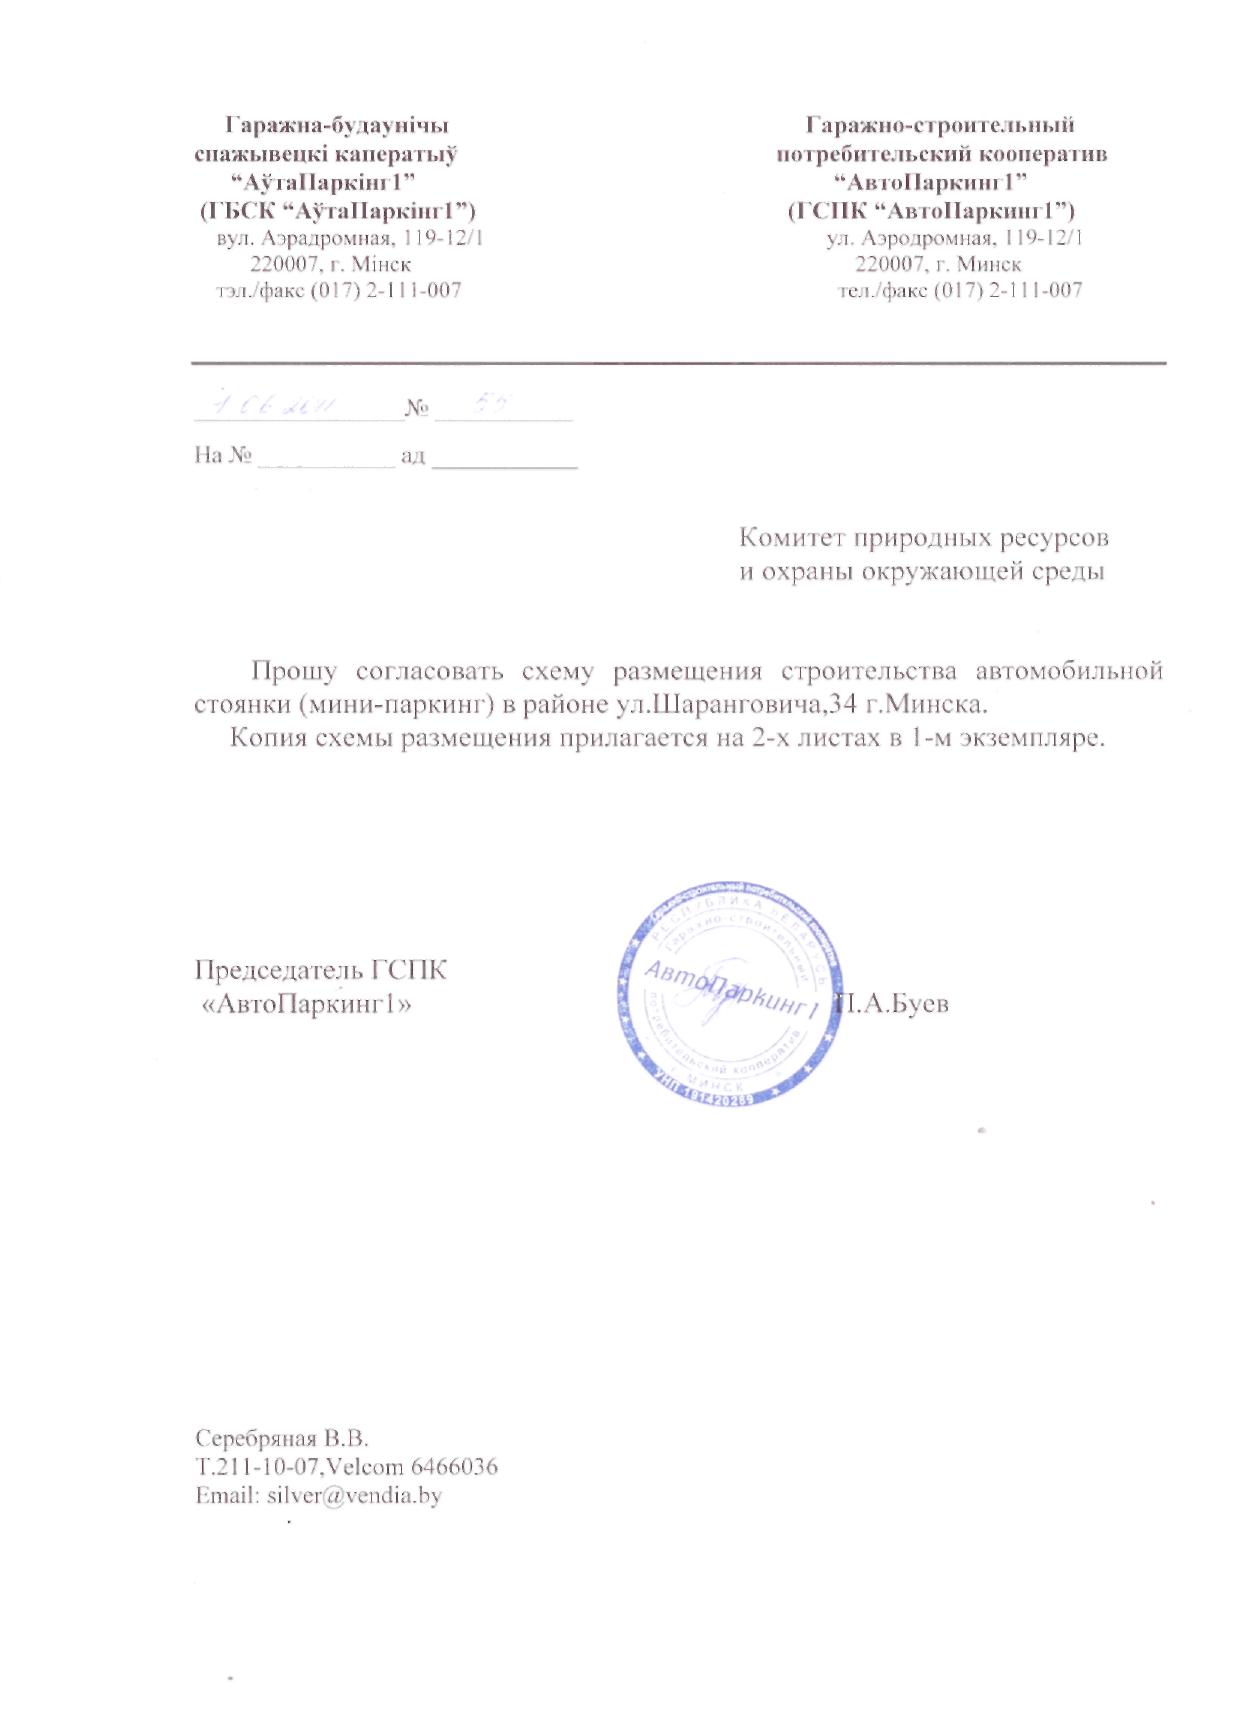 Гаражна-будаўнічы
спажывецкі каператыў
“АўтаПаркінг1”
(ГБСК “АўтаПаркінг1”)
вул. Аэрадромная, 119-12/1
220007, г. Мінск
тэл./факс (017) 2-111-007
Гаражно-строительный
потребительский кооператив
“АвтоПаркинг1”
(ГСПК “АвтоПаркинг1”)
ул. Аэродромная, 119-12/1
220007, г. Минск
тел./факс (017) 2-111-007
06 2011 № 55
На № ____________ ад ____________
Комитет природных ресурсов
и охраны окружающей среды
Прошу согласовать схему размещения строительства автомобильной
стоянки (мини-паркинг) в районе ул.Шаранговича,34 г.Минска.
Копия схемы размещения прилагается на 2-х листах в 1-м экземпляре.
Председатель ГСПК
«АвтоПаркинг1»
П.А.Буев
РЕСПУБЛИКА БЕЛАРУСЬ
Гаражно-строительный
АвтоПаркинг1
потребительский кооператив
г. МИНСК
УНП 191420289
Серебряная В.В.
Т.211-10-07,Velcom 6466036
Email: silver@vendia.by